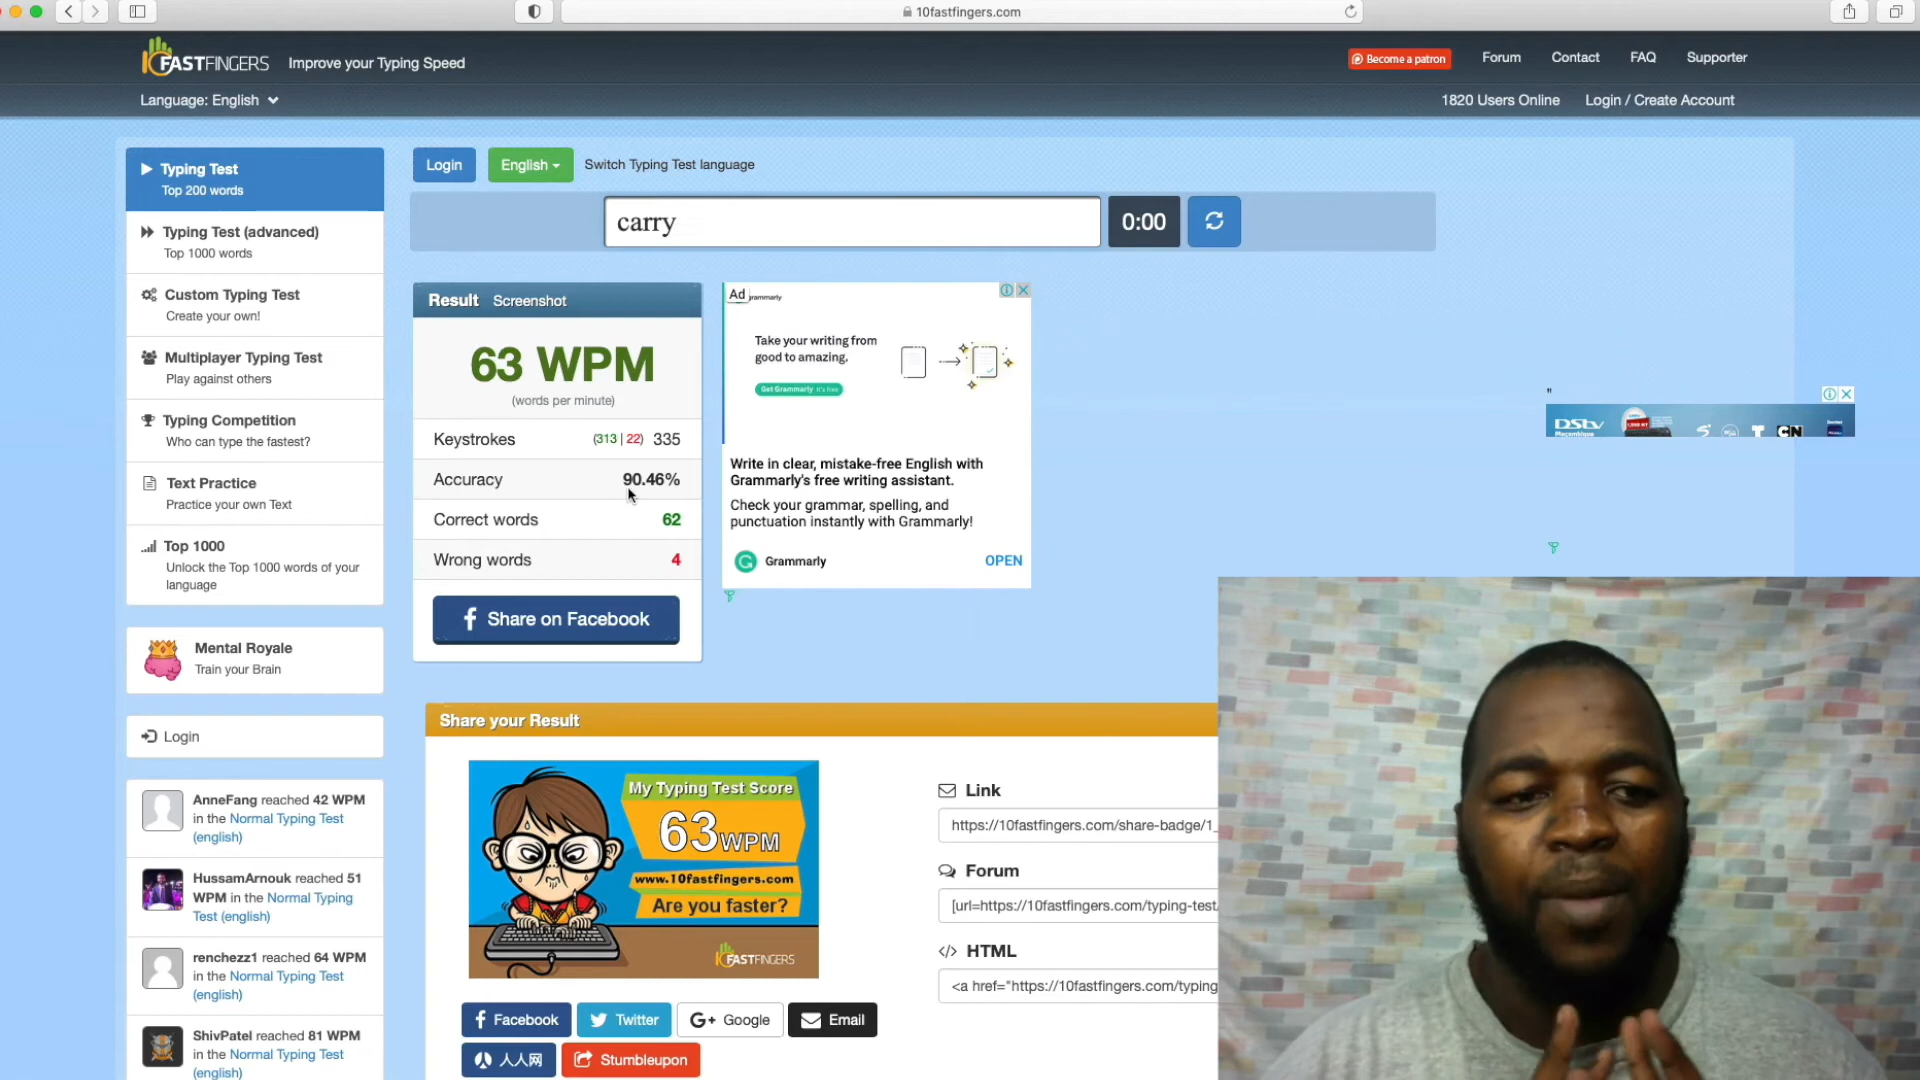 10fastfingers.com
FASTFINGERS
Improve your Typing Speed
Become a patron
Forum
Contact
FAQ
Supporter
Language: English
1820 Users Online
Login / Create Account
Typing Test
Top 200 words
Typing Test (advanced)
Top 1000 words
Custom Typing Test
Create your own!
Multiplayer Typing Test
Play against others
Typing Competition
Who can type the fastest?
Text Practice
Practice your own Text
Top 1000
Unlock the Top 1000 words of your
language
Mental Royale
Train your Brain
Login
AnneFang reached 42 WPM
in the Normal Typing Test
(english)
HussamArnouk reached 51
WPM in the Normal Typing
Test (english)
renchezz1 reached 64 WPM
in the Normal Typing Test
(english)
ShivPatel reached 81 WPM
in the Normal Typing Test
(english)
Login
English
Switch Typing Test language
carry
0:00
Result Screenshot
63 WPM
(words per minute)
Keystrokes (313 | 22) 335
Accuracy 90.46%
Correct words 62
Wrong words 4
Share on Facebook
Ad
Take your writing from
good to amazing.
Get Grammarly It's free
Write in clear, mistake-free English with
Grammarly's free writing assistant.
Check your grammar, spelling, and
punctuation instantly with Grammarly!
Grammarly
OPEN
"
DStv
CN
Share your Result
My Typing Test Score
63 WPM
www.10fastfingers.com
Are you faster?
FASTFINGERS
Link
https://10fastfingers.com/share-badge/1_
Forum
[url=https://10fastfingers.com/typing-test/
HTML
<a href="https://10fastfingers.com/typing
Facebook
Twitter
G+ Google
Email
人人网
Stumbleupon